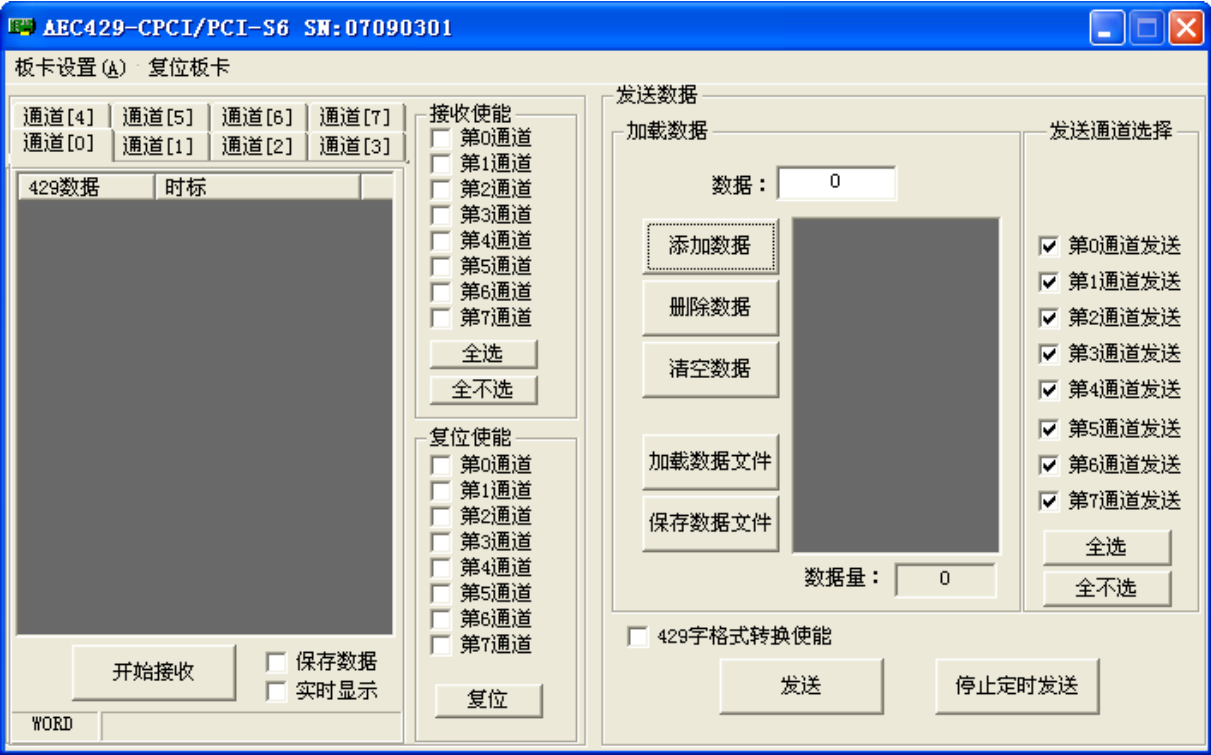 AEC429-CPCI/PCI-S6 SN:07090301
板卡设置(A) 复位板卡
通道[4] 通道[5] 通道[6] 通道[7]
通道[0] 通道[1] 通道[2] 通道[3]
429数据 时标
开始接收
保存数据
实时显示
WORD
接收使能
第0通道
第1通道
第2通道
第3通道
第4通道
第5通道
第6通道
第7通道
全选
全不选
复位使能
第0通道
第1通道
第2通道
第3通道
第4通道
第5通道
第6通道
第7通道
复位
发送数据
加载数据
数据： 0
添加数据
删除数据
清空数据
加载数据文件
保存数据文件
数据量： 0
发送通道选择
第0通道发送
第1通道发送
第2通道发送
第3通道发送
第4通道发送
第5通道发送
第6通道发送
第7通道发送
全选
全不选
429字格式转换使能
发送 停止定时发送